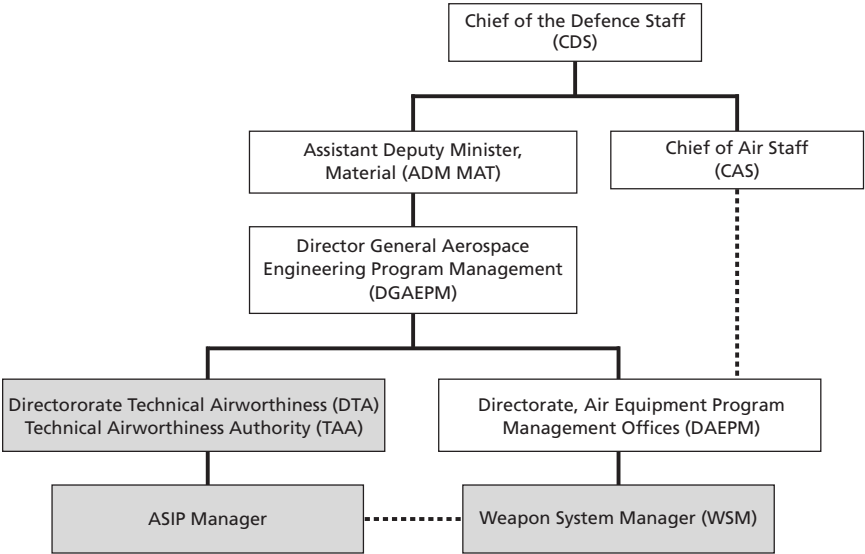 Chief of the Defence Staff
(CDS)
Assistant Deputy Minister,
Material (ADM MAT)
Chief of Air Staff
(CAS)
Director General Aerospace
Engineering Program Management
(DGAEPM)
Directororate Technical Airworthiness (DTA)
Technical Airworthiness Authority (TAA)
Directorate, Air Equipment Program
Management Offices (DAEPM)
ASIP Manager
Weapon System Manager (WSM)